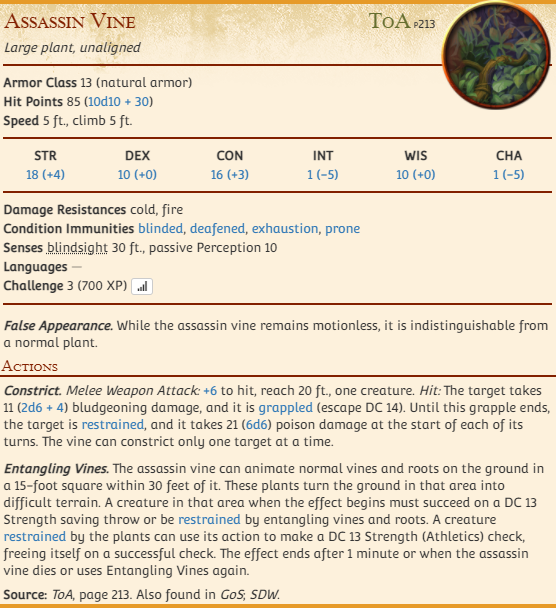 Assassin Vine ToA p213
Large plant, unaligned
Armor Class 13 (natural armor)
Hit Points 85 (10d10 + 30)
Speed 5 ft., climb 5 ft.
STR DEX CON INT WIS CHA
18 (+4) 10 (+0) 16 (+3) 1 (−5) 10 (+0) 1 (−5)
Damage Resistances cold, fire
Condition Immunities blinded, deafened, exhaustion, prone
Senses blindsight 30 ft., passive Perception 10
Languages —
Challenge 3 (700 XP)
False Appearance. While the assassin vine remains motionless, it is indistinguishable from
a normal plant.
Actions
Constrict. Melee Weapon Attack: +6 to hit, reach 20 ft., one creature. Hit: The target takes
11 (2d6 + 4) bludgeoning damage, and it is grappled (escape DC 14). Until this grapple ends,
the target is restrained, and it takes 21 (6d6) poison damage at the start of each of its
turns. The vine can constrict only one target at a time.
Entangling Vines. The assassin vine can animate normal vines and roots on the ground in
a 15-foot square within 30 feet of it. These plants turn the ground in that area into
difficult terrain. A creature in that area when the effect begins must succeed on a DC 13
Strength saving throw or be restrained by entangling vines and roots. A creature
restrained by the plants can use its action to make a DC 13 Strength (Athletics) check,
freeing itself on a successful check. The effect ends after 1 minute or when the assassin
vine dies or uses Entangling Vines again.
Source: ToA, page 213. Also found in GoS; SDW.